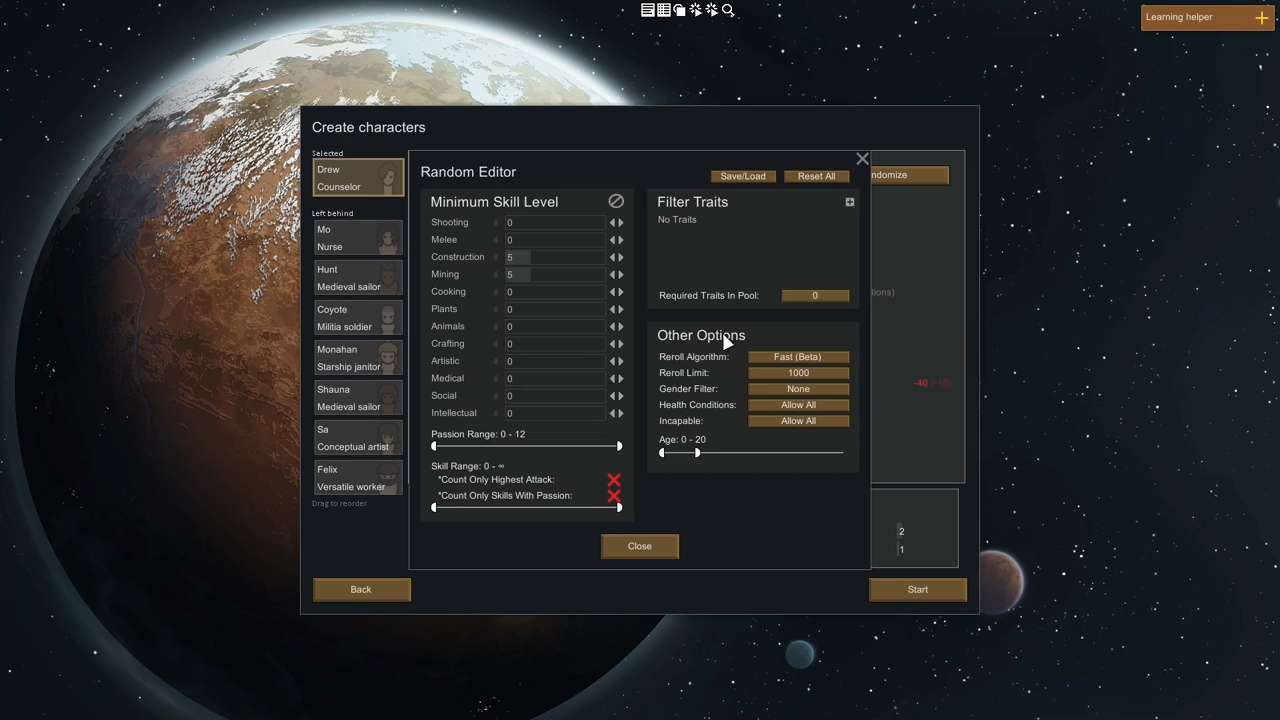 Learning helper
Create characters
Selected
Drew
Counselor
Left behind
Mo
Nurse
Hunt
Medieval sailor
Coyote
Militia soldier
Monahan
Starship janitor
Shauna
Medieval sailor
Sa
Conceptual artist
Felix
Versatile worker
Drag to reorder
Random Editor
Save/Load
Reset All
ndomize
Minimum Skill Level
Shooting 0
Melee 0
Construction 5
Mining 5
Cooking 0
Plants 0
Animals 0
Crafting 0
Artistic 0
Medical 0
Social 0
Intellectual 0
Passion Range: 0 - 12
Skill Range: 0 - ∞
*Count Only Highest Attack:
*Count Only Skills With Passion:
Filter Traits
No Traits
Required Traits In Pool: 0
Other Options
Reroll Algorithm: Fast (Beta)
Reroll Limit: 1000
Gender Filter: None
Health Conditions: Allow All
Incapable: Allow All
Age: 0 - 20
tions)
-40 (-15)
2
1
Close
Back
Start